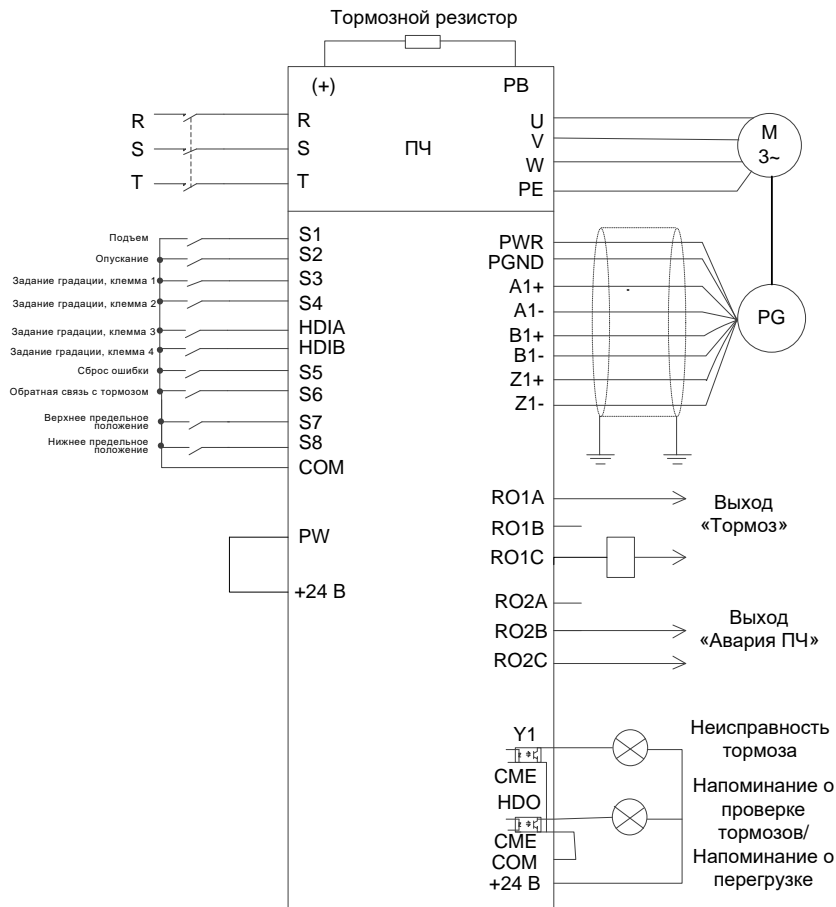 Тормозной резистор
(+)
PB
R
R
U
V
S
S
ПЧ
M
3~
W
T
T
PE
Подъем
S1
Опускание
S2
Задание градации, клемма 1
S3
Задание градации, клемма 2
S4
Задание градации, клемма 3
HDIA
Задание градации, клемма 4
HDIB
Сброс ошибки
S5
Обратная связь с тормозом
S6
Верхнее предельное
положение
S7
Нижнее предельное
положение
S8
COM
PWR
PGND
A1+
A1-
B1+
B1-
Z1+
Z1-
PG
PW
+24 В
RO1A
RO1B
RO1C
Выход
«Тормоз»
RO2A
RO2B
RO2C
Выход
«Авария ПЧ»
Y1
CME
Неисправность
тормоза
HDO
CME
COM
+24 В
Напоминание о
проверке
тормозов/
Напоминание о
перегрузке